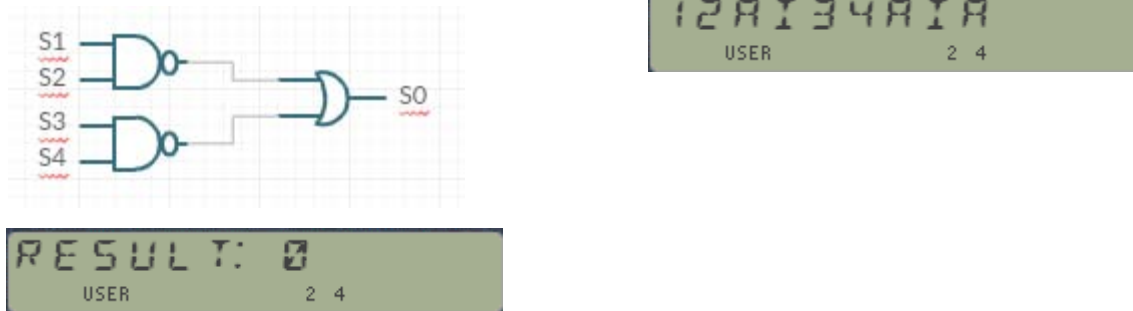 S1
S2
S3
S4
S0
12AI34AIA
USER 2 4
RESULT: 0
USER 2 4